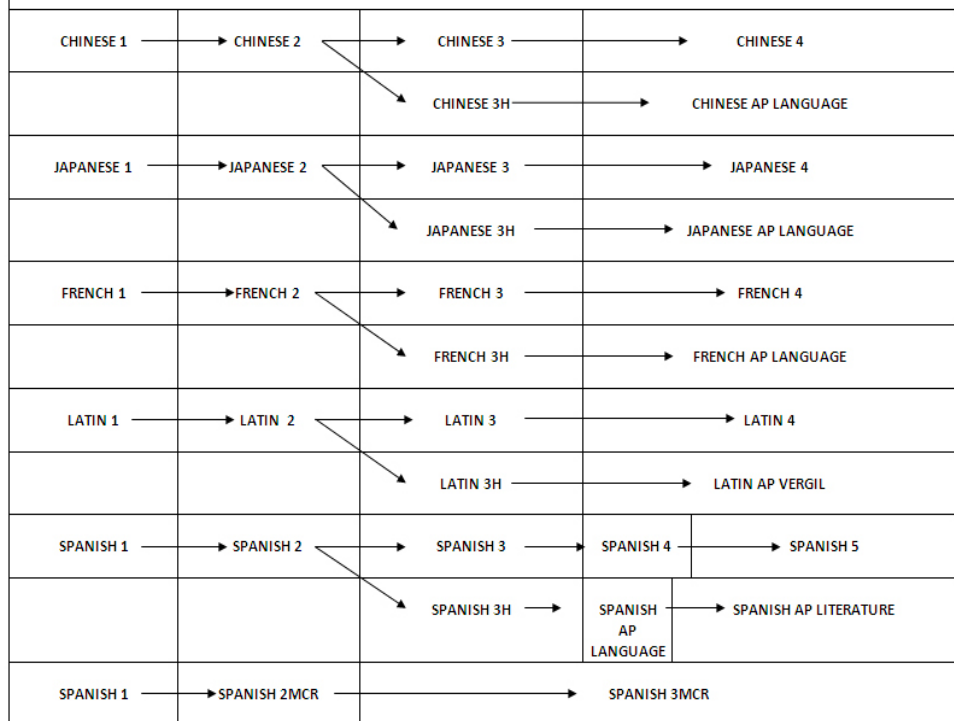 CHINESE 1 CHINESE 2 CHINESE 3 CHINESE 4
CHINESE 3H CHINESE AP LANGUAGE
JAPANESE 1 JAPANESE 2 JAPANESE 3 JAPANESE 4
JAPANESE 3H JAPANESE AP LANGUAGE
FRENCH 1 FRENCH 2 FRENCH 3 FRENCH 4
FRENCH 3H FRENCH AP LANGUAGE
LATIN 1 LATIN 2 LATIN 3 LATIN 4
LATIN 3H LATIN AP VERGIL
SPANISH 1 SPANISH 2 SPANISH 3 SPANISH 4 SPANISH 5
SPANISH 3H SPANISH SPANISH AP LITERATURE
AP
LANGUAGE
SPANISH 1 SPANISH 2MCR SPANISH 3MCR